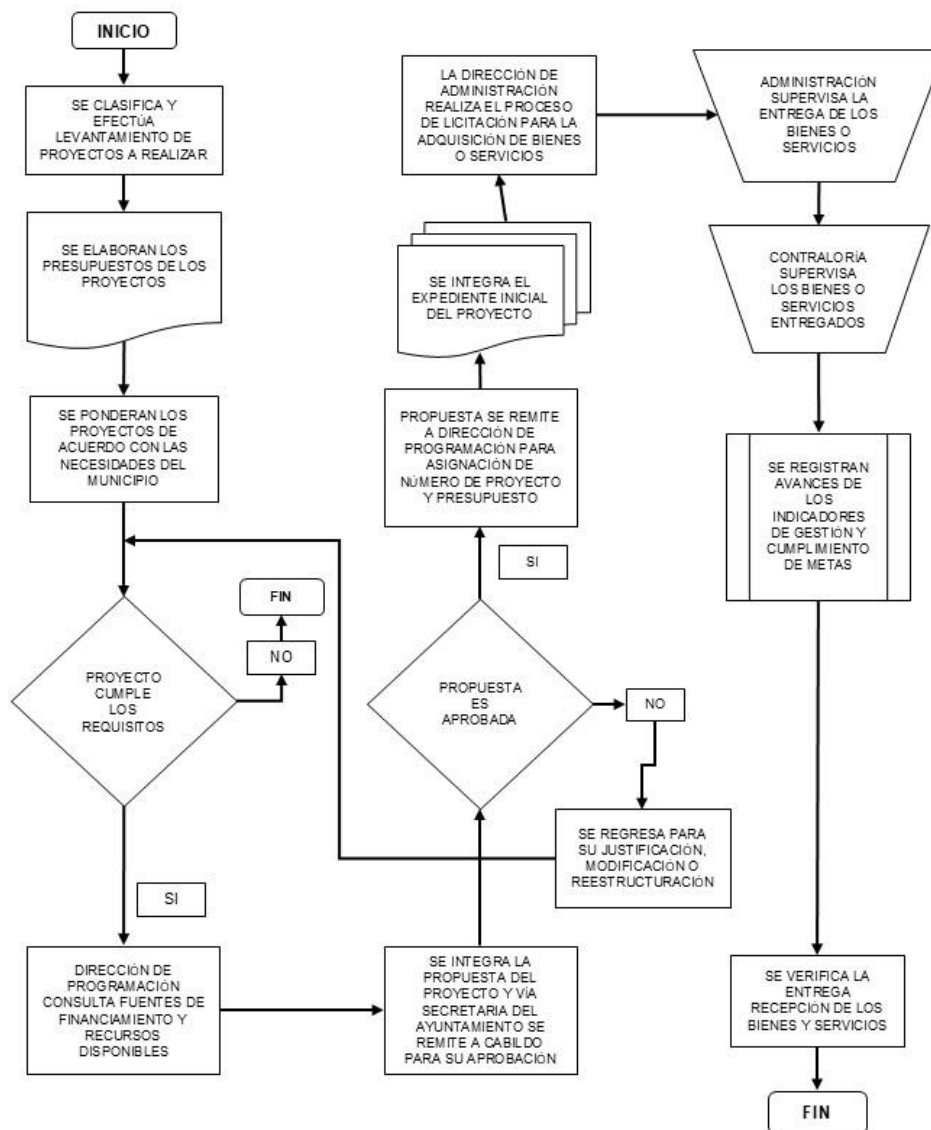 INICIO
SE CLASIFICA Y
EFECTÚA
LEVANTAMIENTO DE
PROYECTOS A REALIZAR
SE ELABORAN LOS
PRESUPUESTOS DE LOS
PROYECTOS
SE PONDERAN LOS
PROYECTOS DE
ACUERDO CON LAS
NECESIDADES DEL
MUNICIPIO
PROYECTO
CUMPLE
LOS
REQUISITOS
NO
FIN
SI
DIRECCIÓN DE
PROGRAMACIÓN
CONSULTA FUENTES DE
FINANCIAMIENTO Y
RECURSOS
DISPONIBLES
SE INTEGRA LA
PROPUESTA DEL
PROYECTO Y VÍA
SECRETARIA DEL
AYUNTAMIENTO SE
REMITE A CABILDO
PARA SU APROBACIÓN
PROPUESTA
ES
APROBADA
NO
SE REGRESA PARA
SU JUSTIFICACIÓN,
MODIFICACIÓN O
REESTRUCTURACIÓN
SI
PROPUESTA SE REMITE
A DIRECCIÓN DE
PROGRAMACIÓN PARA
ASIGNACIÓN DE
NÚMERO DE PROYECTO
Y PRESUPUESTO
SE INTEGRA EL
EXPEDIENTE INICIAL
DEL PROYECTO
LA DIRECCIÓN DE
ADMINISTRACIÓN
REALIZA EL PROCESO
DE LICITACIÓN PARA LA
ADQUISICIÓN DE BIENES
O SERVICIOS
ADMINISTRACIÓN
SUPERVISA LA
ENTREGA DE LOS
BIENES O
SERVICIOS
CONTRALORÍA
SUPERVISA
LOS BIENES O
SERVICIOS
ENTREGADOS
SE REGISTRAN
AVANCES DE
LOS
INDICADORES
DE GESTIÓN Y
CUMPLIMIENTO
DE METAS
SE VERIFICA LA
ENTREGA
RECEPCIÓN DE LOS
BIENES Y SERVICIOS
FIN